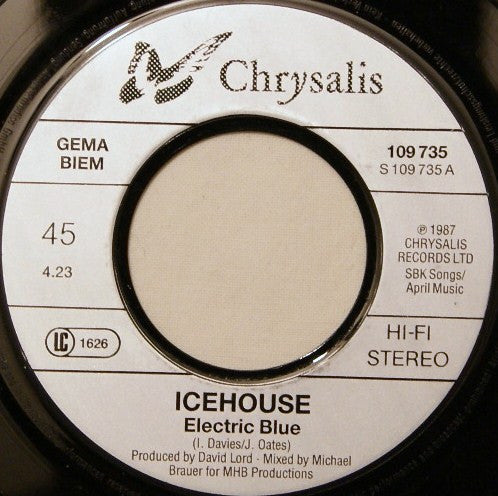 Chrysalis
GEMA
BIEM
109 735
S 109 735 A
45
4.23
℗ 1987
CHRYSALIS
RECORDS LTD
SBK Songs/
April Music
LC 1626
HI-FI
STEREO
ICEHOUSE
Electric Blue
(I. Davies/J. Oates)
Produced by David Lord - Mixed by Michael
Brauer for MHB Productions